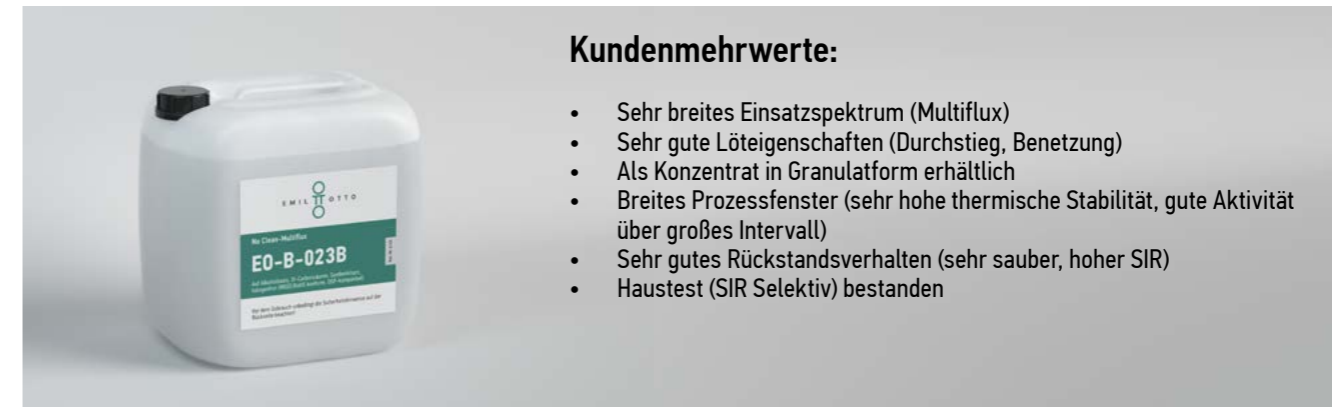 Kundenmehrwerte:
• Sehr breites Einsatzspektrum (Multiflux)
• Sehr gute Löteigenschaften (Durchstieg, Benetzung)
• Als Konzentrat in Granulatform erhältlich
• Breites Prozessfenster (sehr hohe thermische Stabilität, gute Aktivität
über großes Intervall)
• Sehr gutes Rückstandsverhalten (sehr sauber, hoher SIR)
• Haustest (SIR Selektiv) bestanden
EMIL OTTO
No Clean-Multiflux
EO-B-023B